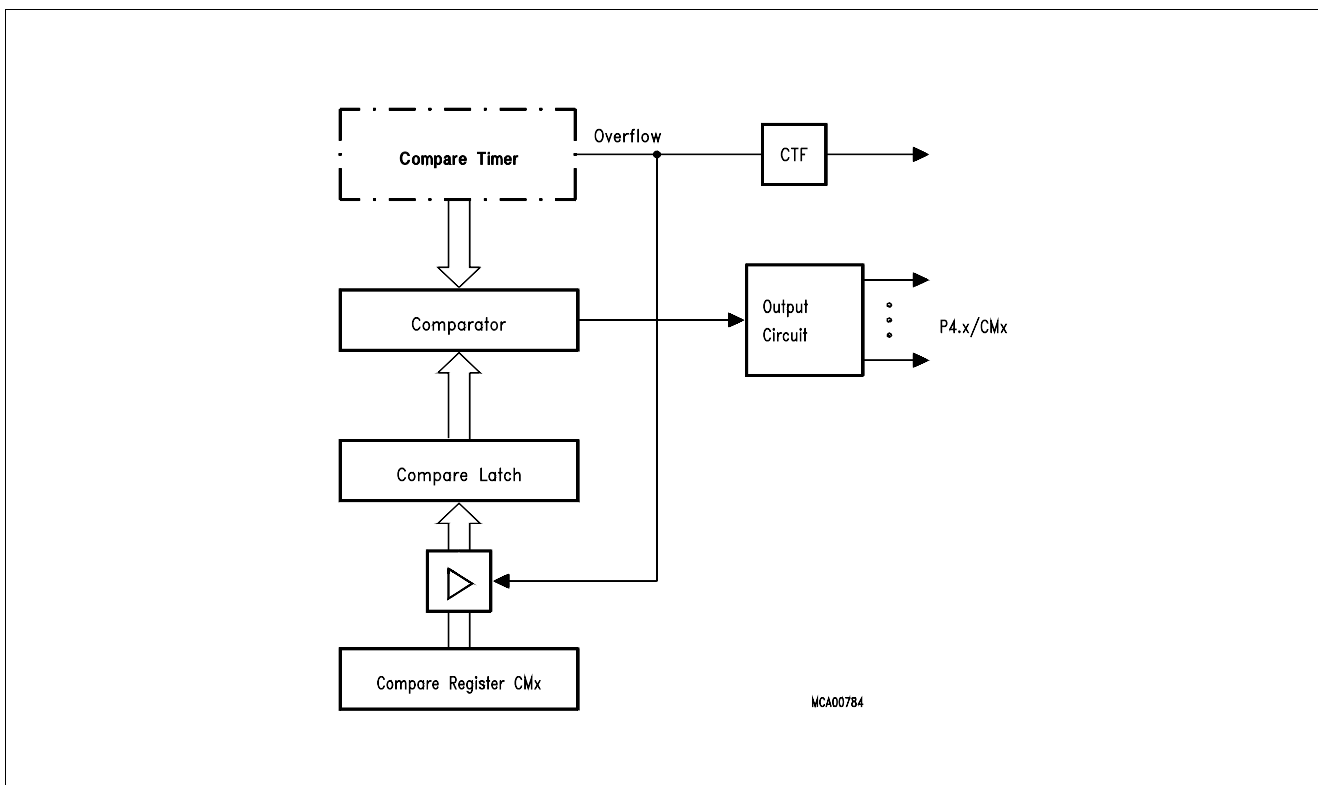 Overflow
Compare Timer
CTF
Comparator
Output
Circuit
P4.x/CMx
Compare Latch
Compare Register CMx
MCA00784